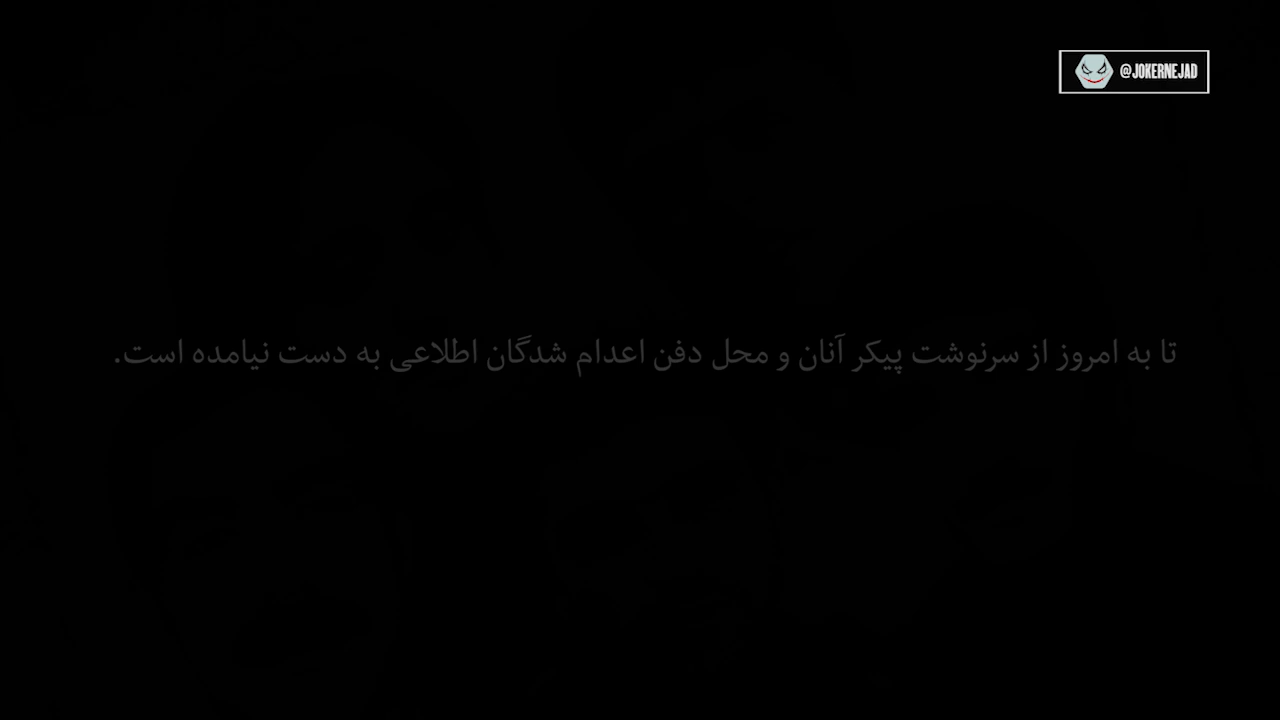 @JOKERNEJAD
تا به امروز از سرنوشت پیکر آنان و محل دفن اعدام شدگان اطلاعی به دست نیامده است.